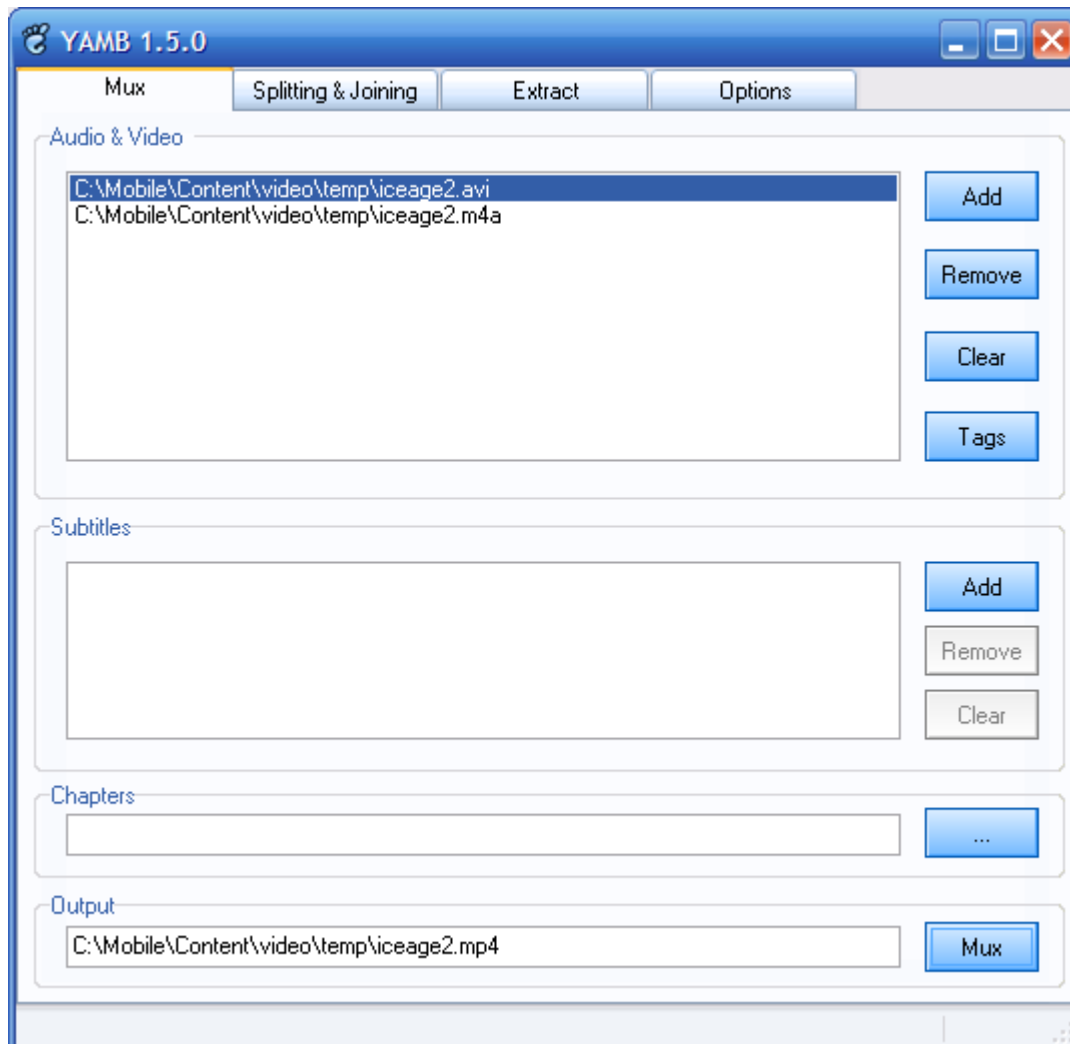 YAMB 1.5.0
Mux Splitting & Joining Extract Options
Audio & Video
C:\Mobile\Content\video\temp\iceage2.avi
C:\Mobile\Content\video\temp\iceage2.m4a
Add
Remove
Clear
Tags
Subtitles
Add
Remove
Clear
Chapters
...
Output
C:\Mobile\Content\video\temp\iceage2.mp4
Mux